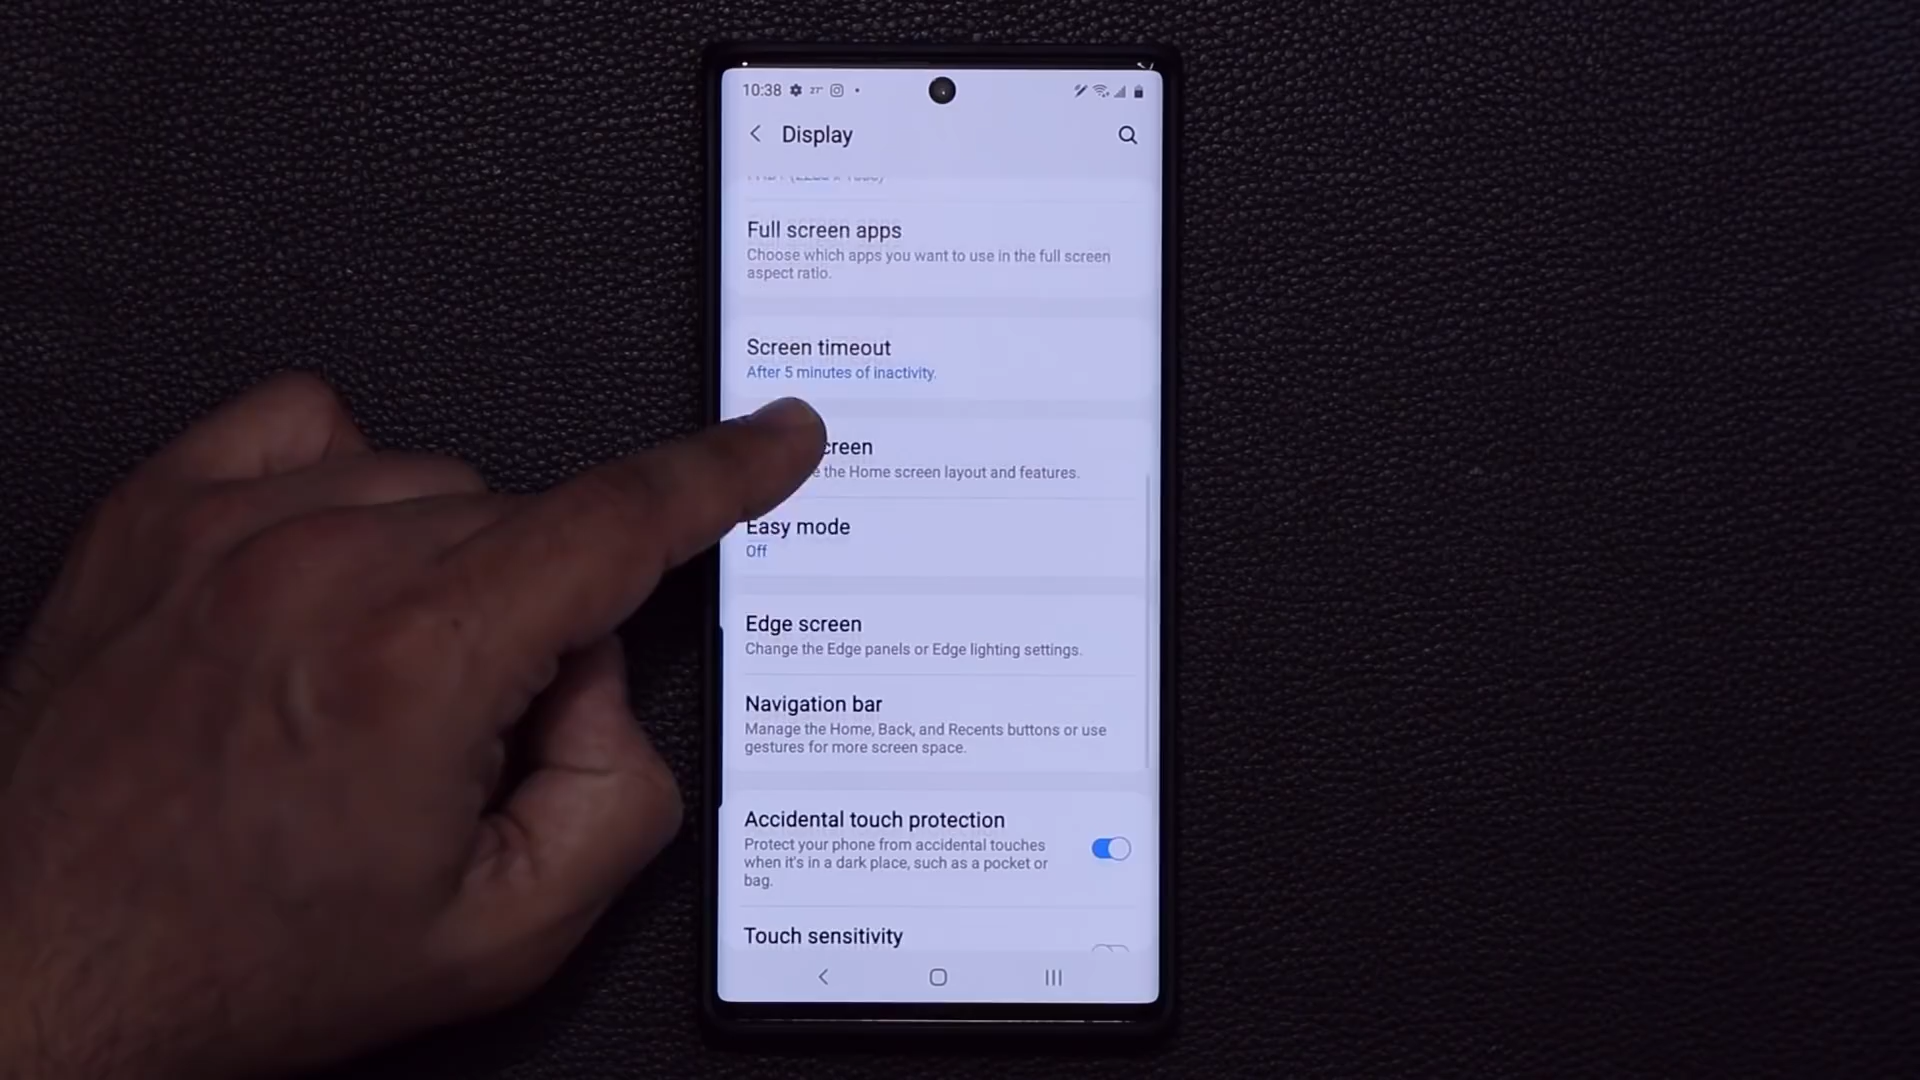 10:38 27°
Display
Full screen apps
Choose which apps you want to use in the full screen
aspect ratio.
Screen timeout
After 5 minutes of inactivity.
creen
the Home screen layout and features.
Easy mode
Off
Edge screen
Change the Edge panels or Edge lighting settings.
Navigation bar
Manage the Home, Back, and Recents buttons or use
gestures for more screen space.
Accidental touch protection
Protect your phone from accidental touches
when it's in a dark place, such as a pocket or
bag.
Touch sensitivity